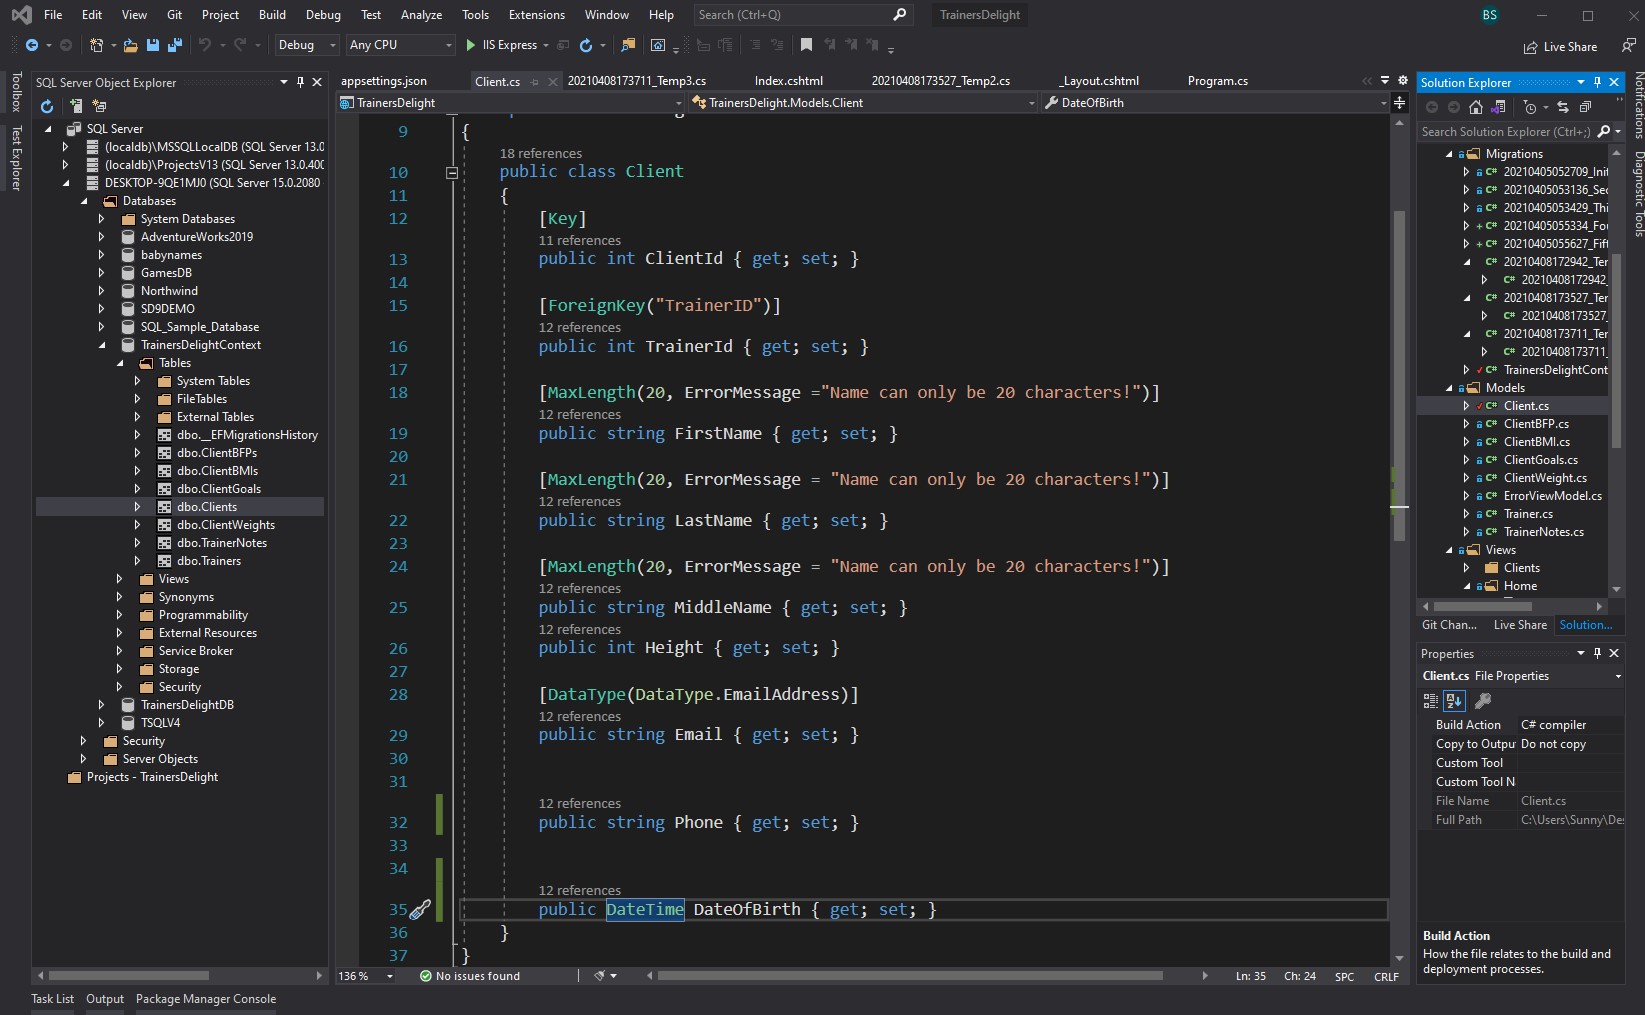 File Edit View Git Project Build Debug Test Analyze Tools Extensions Window Help Search (Ctrl+Q) TrainersDelight BS
Debug Any CPU IIS Express Live Share
Toolbox
Test Explorer
SQL Server Object Explorer
SQL Server
(localdb)\MSSQLLocalDB (SQL Server 13.0
(localdb)\ProjectsV13 (SQL Server 13.0.400
DESKTOP-9QE1MJ0 (SQL Server 15.0.2080
Databases
System Databases
AdventureWorks2019
babynames
GamesDB
Northwind
SD9DEMO
SQL_Sample_Database
TrainersDelightContext
Tables
System Tables
FileTables
External Tables
dbo.__EFMigrationsHistory
dbo.ClientBFPs
dbo.ClientBMIs
dbo.ClientGoals
dbo.Clients
dbo.ClientWeights
dbo.TrainerNotes
dbo.Trainers
Views
Synonyms
Programmability
External Resources
Service Broker
Storage
Security
TrainersDelightDB
TSQLV4
Security
Server Objects
Projects - TrainersDelight
appsettings.json Client.cs 20210408173711_Temp3.cs Index.cshtml 20210408173527_Temp2.cs _Layout.cshtml Program.cs
TrainersDelight TrainersDelight.Models.Client DateOfBirth
9 {
18 references
10 public class Client
11 {
12 [Key]
11 references
13 public int ClientId { get; set; }
14
15 [ForeignKey("TrainerID")]
12 references
16 public int TrainerId { get; set; }
17
18 [MaxLength(20, ErrorMessage ="Name can only be 20 characters!")]
12 references
19 public string FirstName { get; set; }
20
21 [MaxLength(20, ErrorMessage = "Name can only be 20 characters!")]
12 references
22 public string LastName { get; set; }
23
24 [MaxLength(20, ErrorMessage = "Name can only be 20 characters!")]
12 references
25 public string MiddleName { get; set; }
12 references
26 public int Height { get; set; }
27
28 [DataType(DataType.EmailAddress)]
12 references
29 public string Email { get; set; }
30
31
12 references
32 public string Phone { get; set; }
33
34
12 references
35 public DateTime DateOfBirth { get; set; }
36 }
37 }
136 % No issues found Ln: 35 Ch: 24 SPC CRLF
Solution Explorer
Search Solution Explorer (Ctrl+;)
Migrations
C# 20210405052709_Init
C# 20210405053136_Sec
C# 20210405053429_Thi
C# 20210405055334_Fou
C# 20210405055627_Fift
C# 20210408172942_Ter
C# 20210408172942_
C# 20210408173527_Ter
C# 20210408173527_
C# 20210408173711_Ter
C# 20210408173711_
C# TrainersDelightCont
Models
C# Client.cs
C# ClientBFP.cs
C# ClientBMI.cs
C# ClientGoals.cs
C# ClientWeight.cs
C# ErrorViewModel.cs
C# Trainer.cs
C# TrainerNotes.cs
Views
Clients
Home
Git Chan... Live Share Solution...
Properties
Client.cs File Properties
Build Action C# compiler
Copy to Outpu Do not copy
Custom Tool
Custom Tool N
File Name Client.cs
Full Path C:\Users\Sunny\De
Build Action
How the file relates to the build and
deployment processes.
Notifications
Diagnostic Tools
Task List Output Package Manager Console